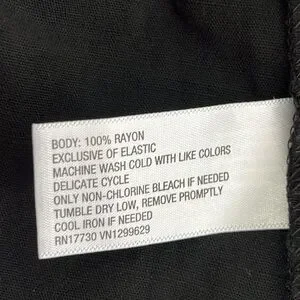 BODY: 100% RAYON
EXCLUSIVE OF ELASTIC
MACHINE WASH COLD WITH LIKE COLORS
DELICATE CYCLE
ONLY NON-CHLORINE BLEACH IF NEEDED
TUMBLE DRY LOW, REMOVE PROMPTLY
COOL IRON IF NEEDED
RN17730 VN1299629